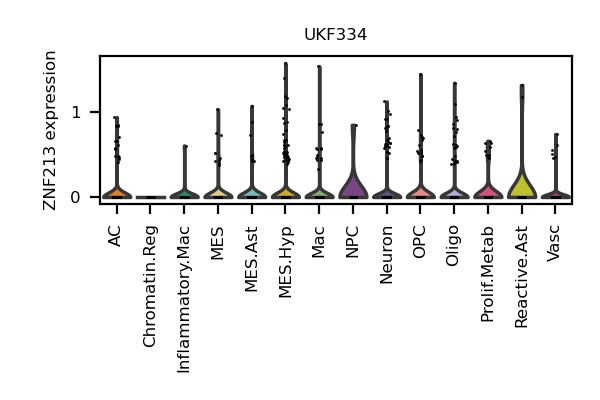 UKF334
ZNF213 expression
1
0
AC
Chromatin.Reg
Inflammatory.Mac
MES
MES.Ast
MES.Hyp
Mac
NPC
Neuron
OPC
Oligo
Prolif.Metab
Reactive.Ast
Vasc